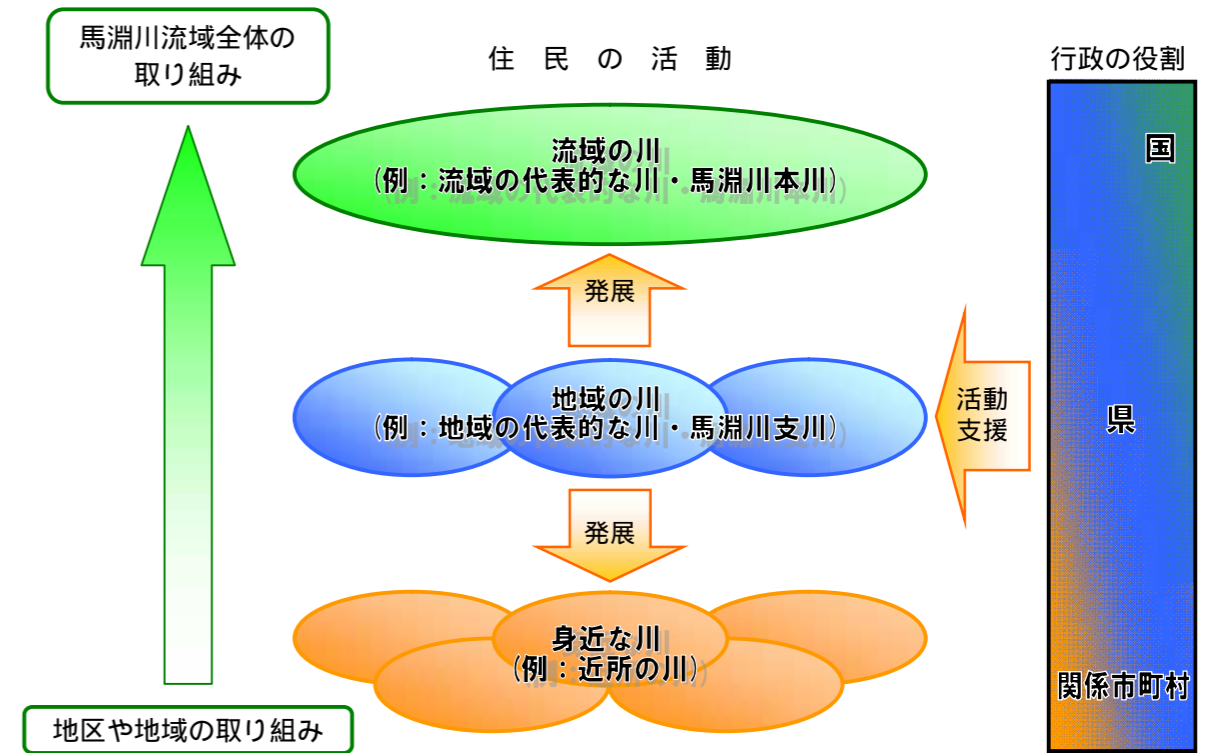 馬淵川流域全体の
取り組み
住民の活動
行政の役割
流域の川
(例：流域の代表的な川・馬淵川本川)
国
発展
地域の川
(例：地域の代表的な川・馬淵川支川)
活動
支援
県
発展
身近な川
(例：近所の川)
関係市町村
地区や地域の取り組み